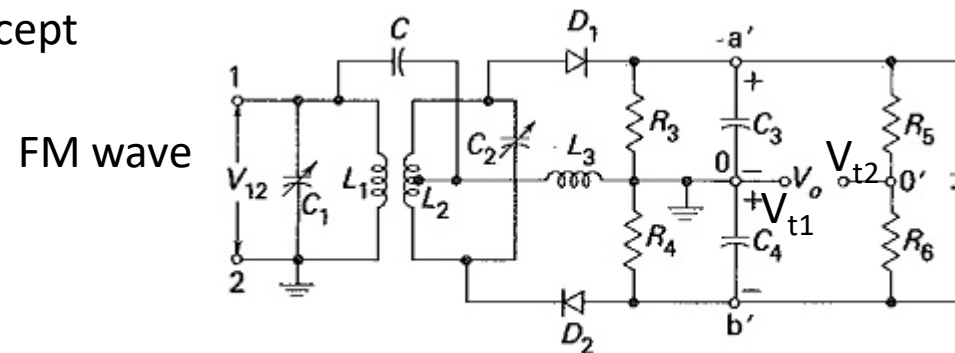 cept
FM wave
1
2
V12
C1
L1
C
L2
C2
D1
D2
L3
R3
R4
-a'
+
C3
0 −
+
C4
−
b'
Vo
Vt1
Vt2
0'
R5
R6